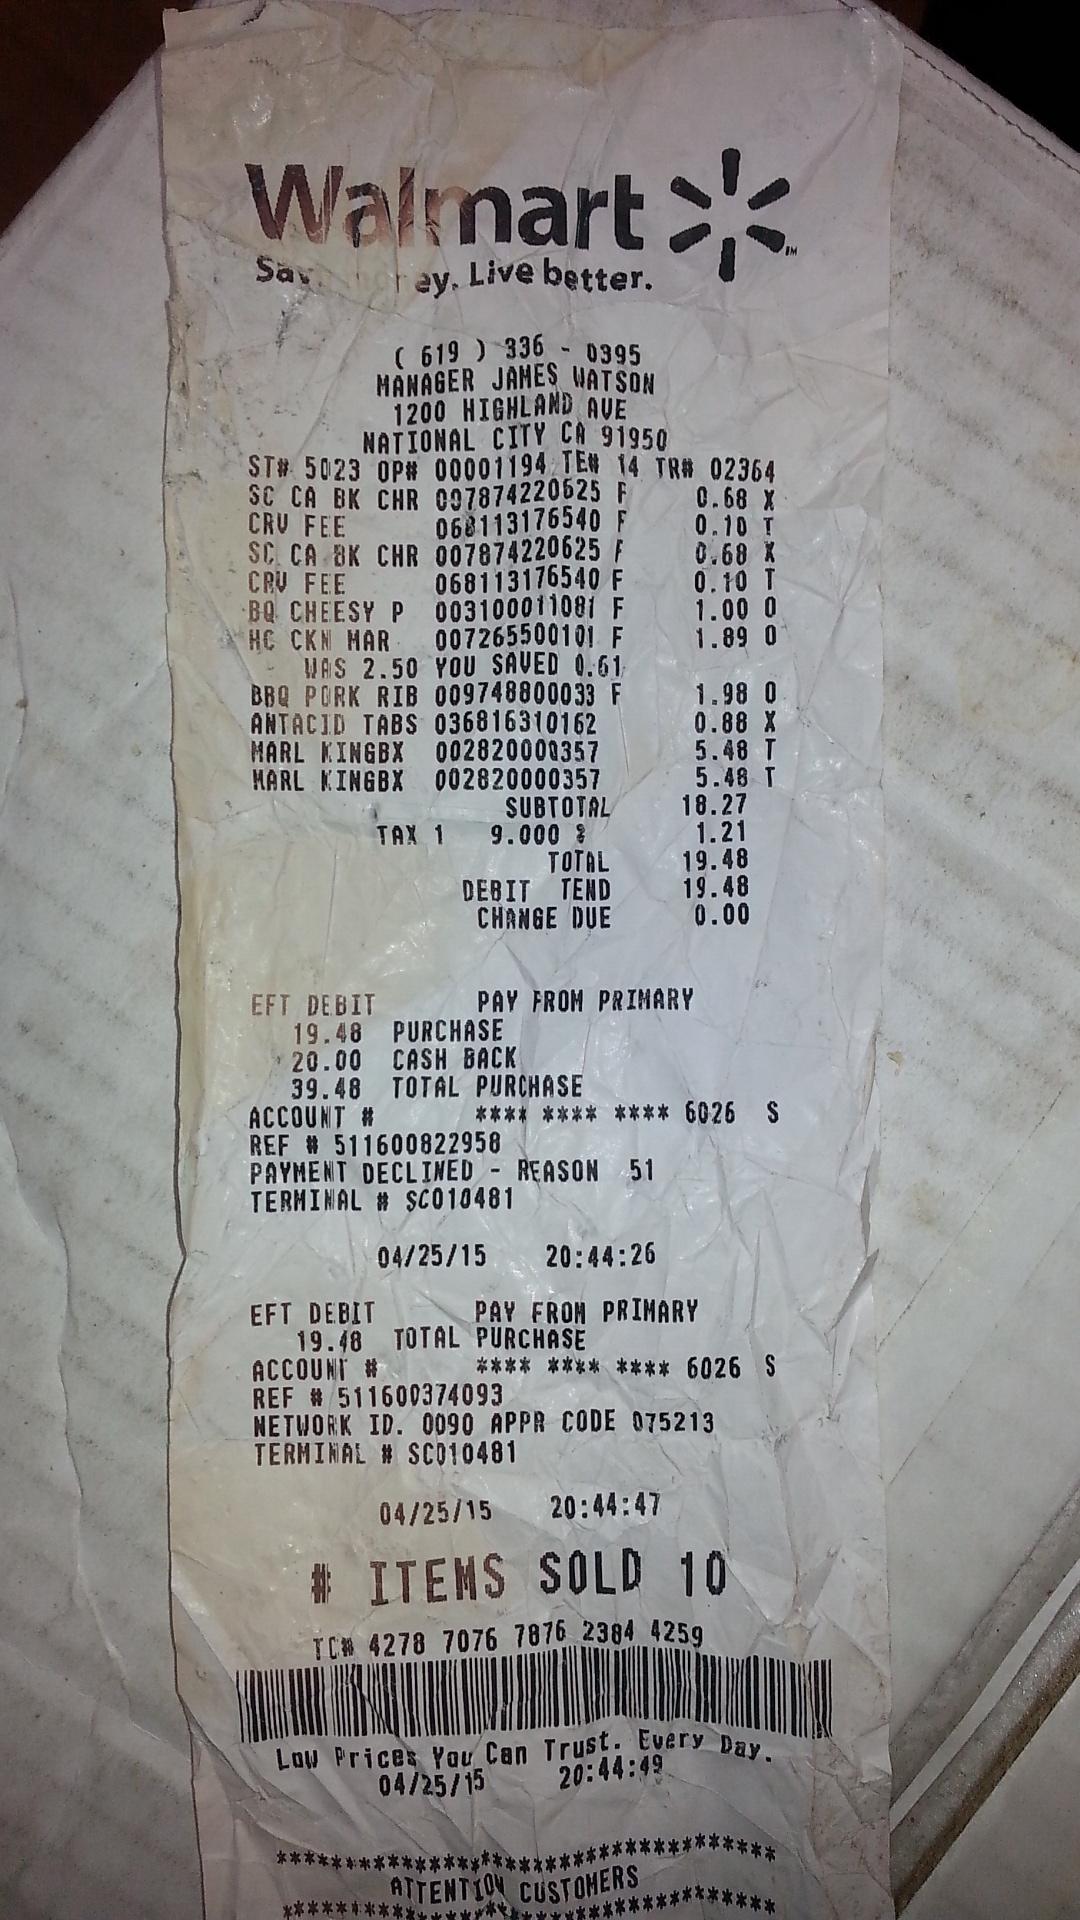 Walmart
Save money. Live better.
( 619 ) 336 - 0395
MANAGER JAMES WATSON
1200 HIGHLAND AVE
NATIONAL CITY CA 91950
ST# 5023 OP# 00001194 TE# 14 TR# 02364
SC CA BK CHR 007874220625 F 0.68 X
CRV FEE 068113176540 F 0.10 T
SC CA BK CHR 007874220625 F 0.68 X
CRV FEE 068113176540 F 0.10 T
BQ CHEESY P 003100011081 F 1.00 O
HC CKN MAR 007265500101 F 1.89 O
WAS 2.50 YOU SAVED 0.61
BBQ PORK RIB 009748800033 F 1.98 O
ANTACID TABS 036816310162 0.88 X
MARL KINGBX 002820000357 5.48 T
MARL KINGBX 002820000357 5.48 T
SUBTOTAL 18.27
TAX 1 9.000 % 1.21
TOTAL 19.48
DEBIT TEND 19.48
CHANGE DUE 0.00
EFT DEBIT PAY FROM PRIMARY
19.48 PURCHASE
20.00 CASH BACK
39.48 TOTAL PURCHASE
ACCOUNT # **** **** **** 6026 S
REF # 511600822958
PAYMENT DECLINED - REASON 51
TERMINAL # SC010481
04/25/15 20:44:26
EFT DEBIT PAY FROM PRIMARY
19.48 TOTAL PURCHASE
ACCOUNT # **** **** **** 6026 S
REF # 511600374093
NETWORK ID. 0090 APPR CODE 075213
TERMINAL # SC010481
04/25/15 20:44:47
# ITEMS SOLD 10
TC# 4278 7076 7876 2384 4259
Low Prices You Can Trust. Every Day.
04/25/15 20:44:49
****************************************
ATTENTION CUSTOMERS
****************************************